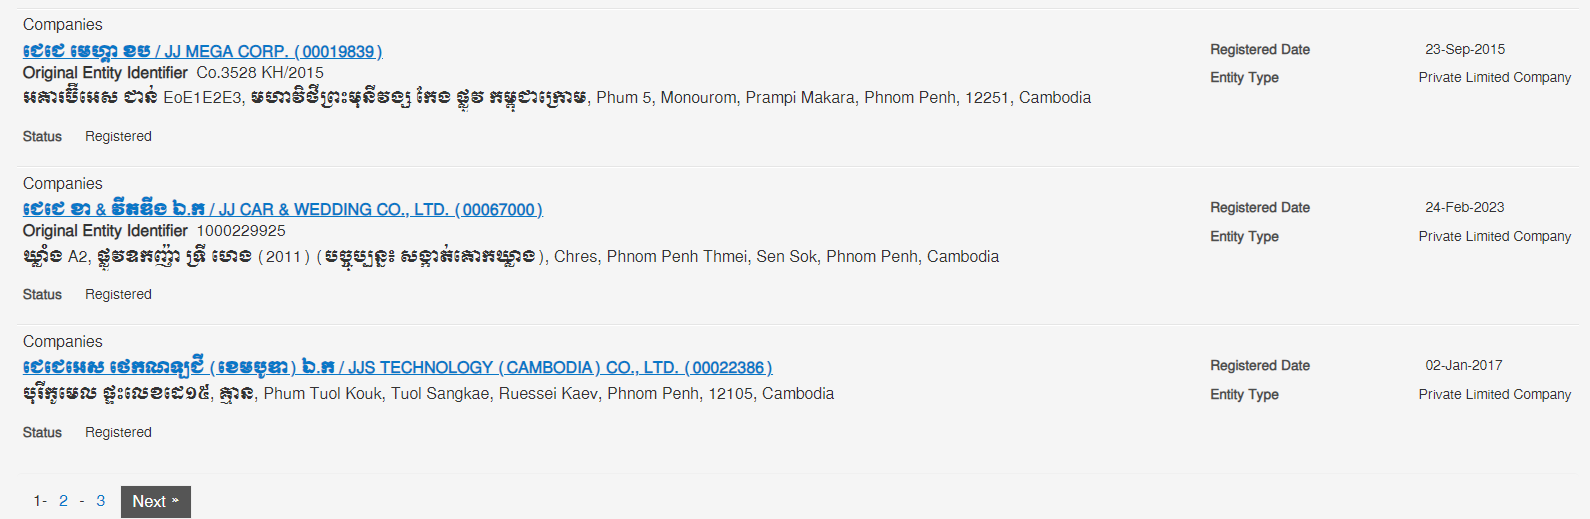 Companies
ជេជេ មេហ្គា ខប / JJ MEGA CORP. (00019839)
Registered Date 23-Sep-2015
Original Entity Identifier Co.3528 KH/2015
Entity Type Private Limited Company
អគារប៊ីអេស ជាន់ EoE1E2E3, មហាវិថីព្រះមុនីវង្ស កែង ផ្លូវ កម្ពុជាក្រោម, Phum 5, Monourom, Prampi Makara, Phnom Penh, 12251, Cambodia
Status Registered
Companies
ជេជេ ខា & វីតឌីង ឯ.ក / JJ CAR & WEDDING CO., LTD. (00067000)
Registered Date 24-Feb-2023
Original Entity Identifier 1000229925
Entity Type Private Limited Company
ឃ្លាំង A2, ផ្លូវឧកញ៉ា ទ្រី ហេង (2011) (បច្ចុប្បន្នៈ សង្កាត់គោកឃ្លាង), Chres, Phnom Penh Thmei, Sen Sok, Phnom Penh, Cambodia
Status Registered
Companies
ជេជេអេស ថេកណឡជី (ខេមបូឌា) ឯ.ក / JJS TECHNOLOGY (CAMBODIA) CO., LTD. (00022386)
Registered Date 02-Jan-2017
បុរីកូមេល ផ្ទះលេខដេ១៥, គ្មាន, Phum Tuol Kouk, Tuol Sangkae, Ruessei Kaev, Phnom Penh, 12105, Cambodia
Entity Type Private Limited Company
Status Registered
1- 2 - 3 Next »